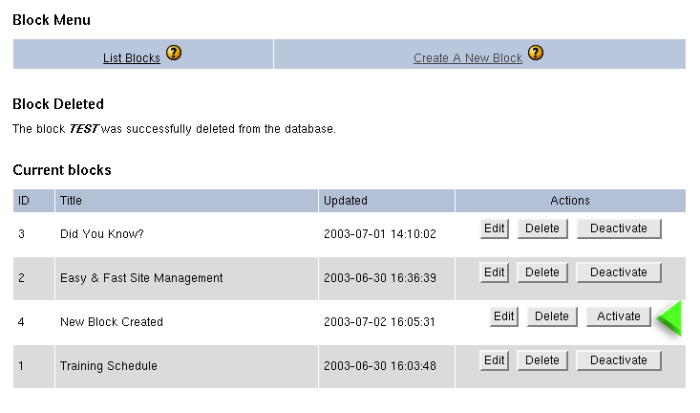 Block Menu
List Blocks ? Create A New Block ?
Block Deleted
The block TEST was successfully deleted from the database.
Current blocks
ID Title Updated Actions
3 Did You Know? 2003-07-01 14:10:02 Edit Delete Deactivate
2 Easy & Fast Site Management 2003-06-30 16:36:39 Edit Delete Deactivate
4 New Block Created 2003-07-02 16:05:31 Edit Delete Activate
1 Training Schedule 2003-06-30 16:03:48 Edit Delete Deactivate